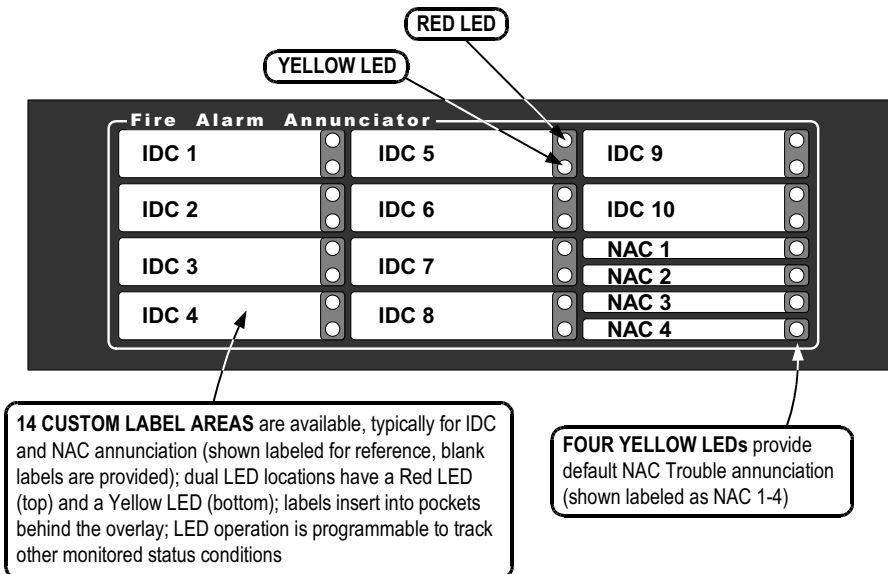 RED LED
YELLOW LED
Fire Alarm Annunciator
IDC 1
IDC 5
IDC 9
IDC 2
IDC 6
IDC 10
IDC 3
IDC 7
NAC 1
NAC 2
IDC 4
IDC 8
NAC 3
NAC 4
14 CUSTOM LABEL AREAS are available, typically for IDC
and NAC annunciation (shown labeled for reference, blank
labels are provided); dual LED locations have a Red LED
(top) and a Yellow LED (bottom); labels insert into pockets
behind the overlay; LED operation is programmable to track
other monitored status conditions
FOUR YELLOW LEDs provide
default NAC Trouble annunciation
(shown labeled as NAC 1-4)